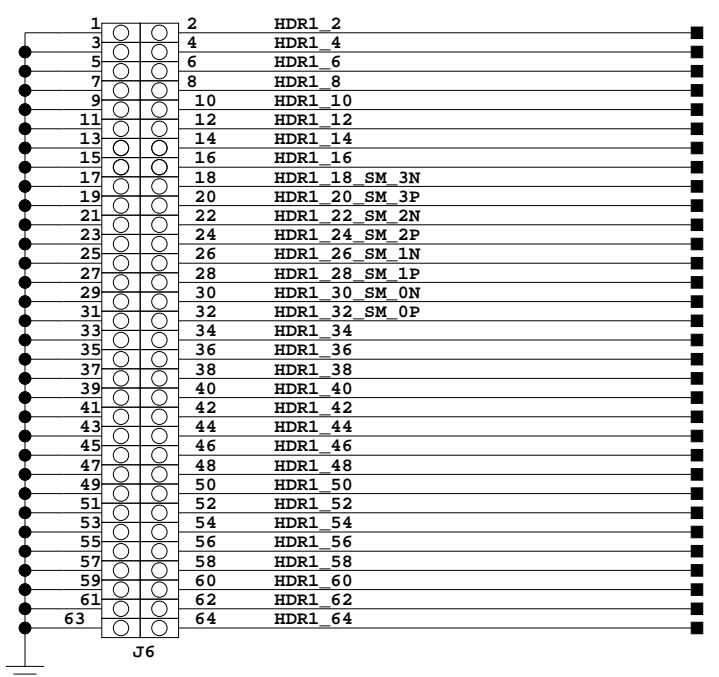 1 2 HDR1_2
3 4 HDR1_4
5 6 HDR1_6
7 8 HDR1_8
9 10 HDR1_10
11 12 HDR1_12
13 14 HDR1_14
15 16 HDR1_16
17 18 HDR1_18_SM_3N
19 20 HDR1_20_SM_3P
21 22 HDR1_22_SM_2N
23 24 HDR1_24_SM_2P
25 26 HDR1_26_SM_1N
27 28 HDR1_28_SM_1P
29 30 HDR1_30_SM_0N
31 32 HDR1_32_SM_0P
33 34 HDR1_34
35 36 HDR1_36
37 38 HDR1_38
39 40 HDR1_40
41 42 HDR1_42
43 44 HDR1_44
45 46 HDR1_46
47 48 HDR1_48
49 50 HDR1_50
51 52 HDR1_52
53 54 HDR1_54
55 56 HDR1_56
57 58 HDR1_58
59 60 HDR1_60
61 62 HDR1_62
63 64 HDR1_64
J6